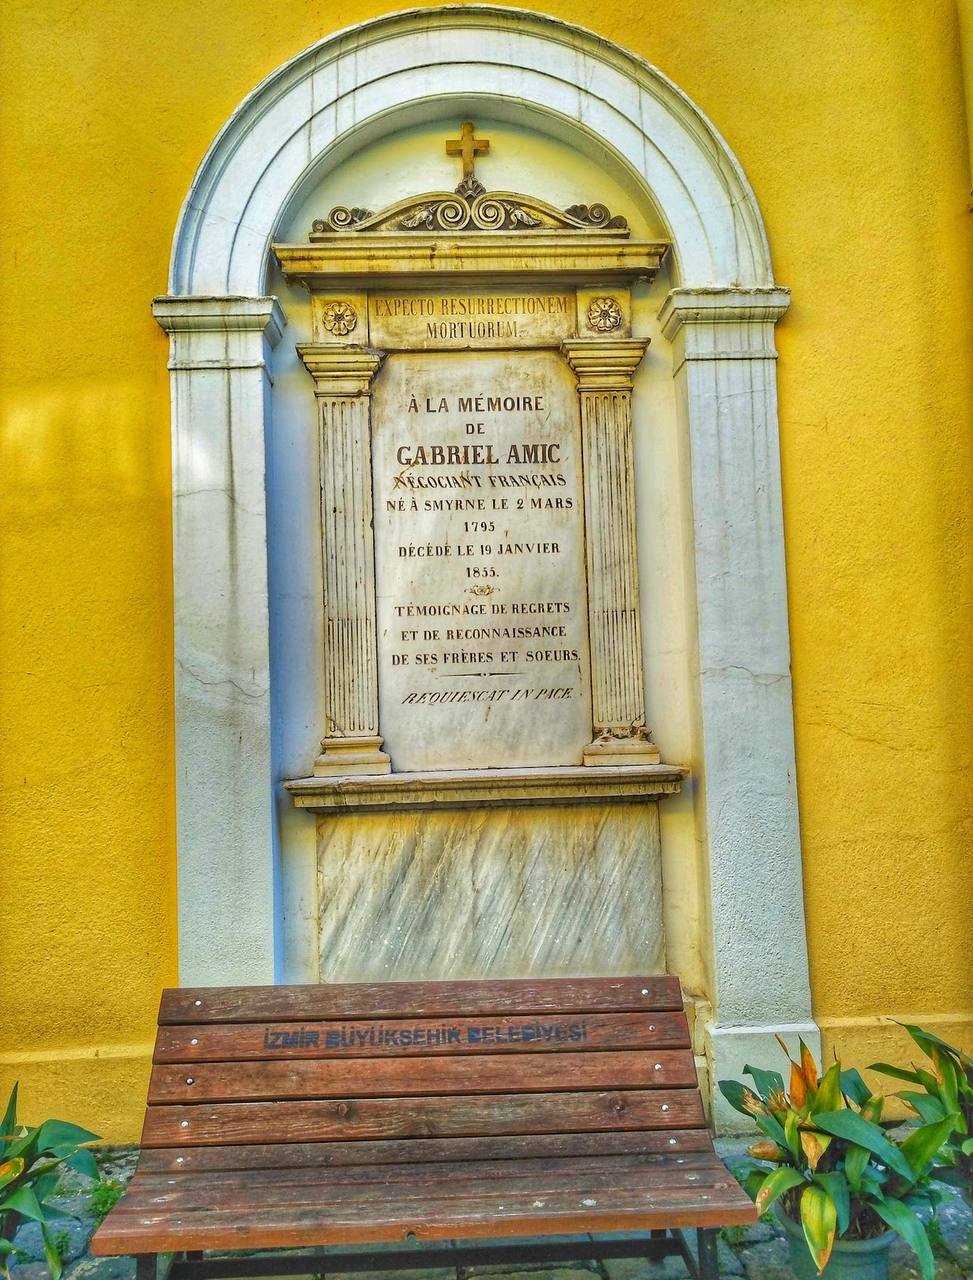 EXPECTO RESURRECTIONEM
MORTUORUM.
À LA MÉMOIRE
DE
GABRIEL AMIC
NÉGOCIANT FRANÇAIS
NÉ À SMYRNE LE 2 MARS
1795
DÉCÉDÉ LE 19 JANVIER
1855.
TÉMOIGNAGE DE REGRETS
ET DE RECONNAISSANCE
DE SES FRÈRES ET SOEURS.
REQUIESCAT IN PACE.
İZMİR BÜYÜKŞEHİR BELEDİYESİ